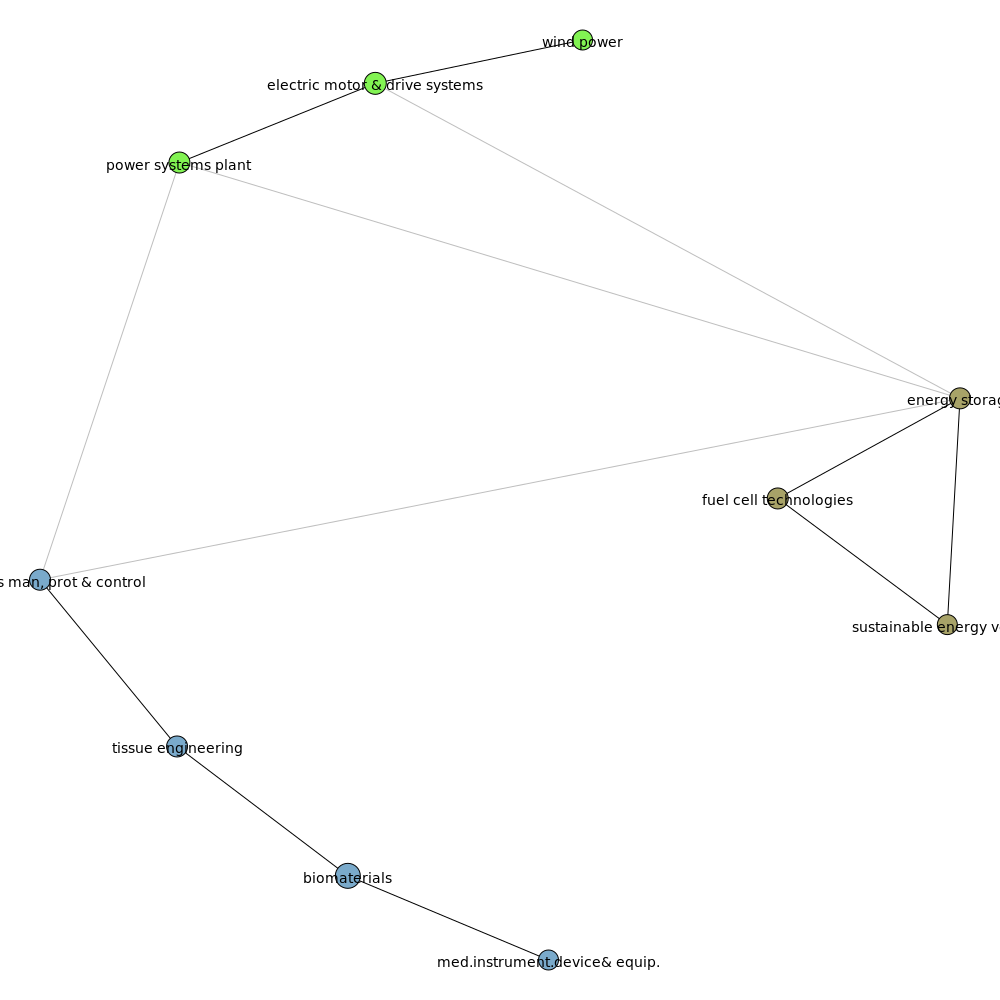 wind power
electric motor & drive systems
power systems plant
energy
fuel cell technologies
man, prot & control
sustainable energy
tissue engineering
biomaterials
med.instrument.device& equip.